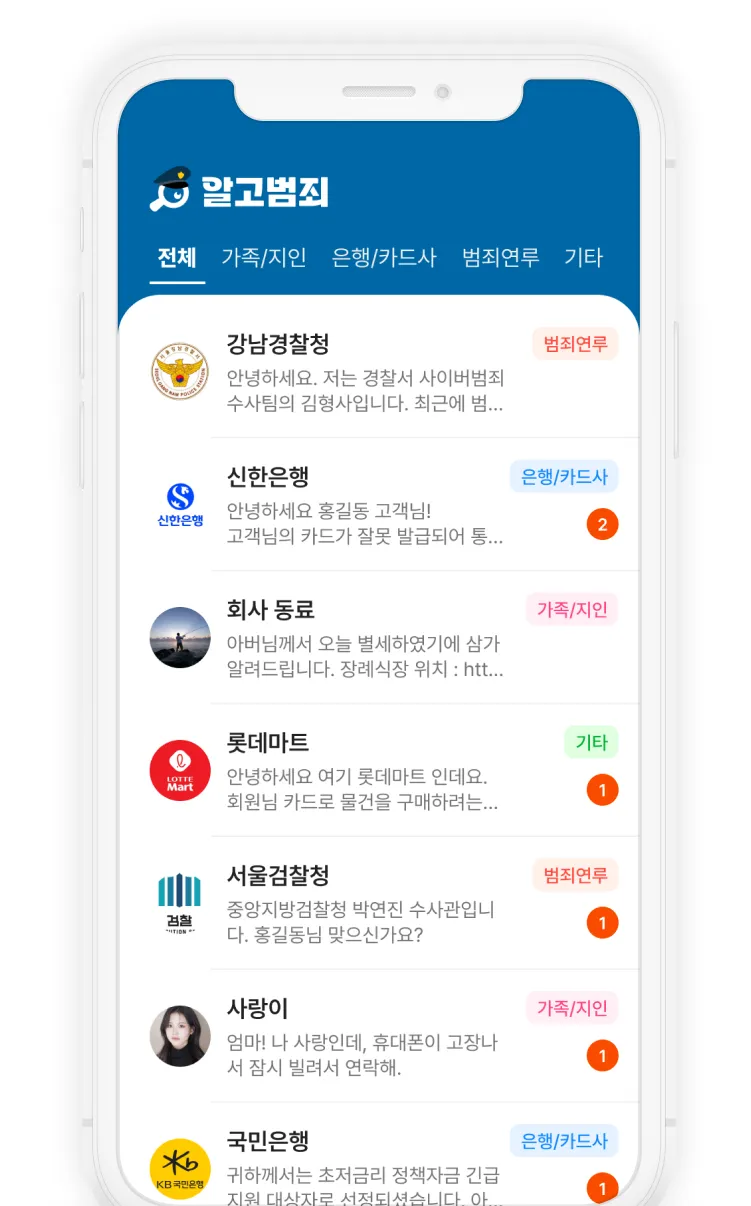 알고범죄
전체 가족/지인 은행/카드사 범죄연루 기타
강남경찰청
범죄연루
안녕하세요. 저는 경찰서 사이버범죄
수사팀의 김형사입니다. 최근에 범...
신한은행
신한은행
은행/카드사
안녕하세요 홍길동 고객님!
고객님의 카드가 잘못 발급되어 통...
2
회사 동료
가족/지인
아버님께서 오늘 별세하였기에 삼가
알려드립니다. 장례식장 위치 : htt...
LOTTE
Mart
롯데마트
기타
안녕하세요 여기 롯데마트 인데요.
회원님 카드로 물건을 구매하려는...
1
검찰
서울검찰청
범죄연루
중앙지방검찰청 박연진 수사관입니
다. 홍길동님 맞으신가요?
1
사랑이
가족/지인
엄마! 나 사랑인데, 휴대폰이 고장나
서 잠시 빌려서 연락해.
1
KB국민은행
국민은행
은행/카드사
귀하께서는 초저금리 정책자금 긴급
지원 대상자로 선정되셨습니다. 아...
1